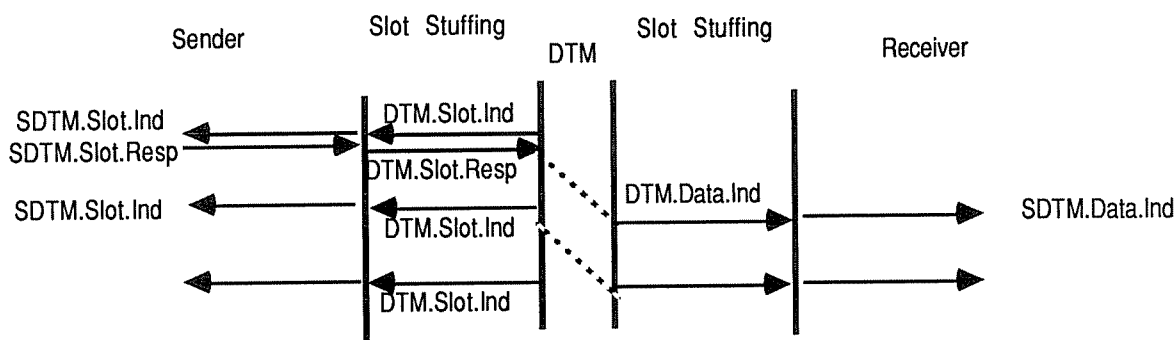 Sender
Slot Stuffing
DTM
Slot Stuffing
Receiver
SDTM.Slot.Ind
DTM.Slot.Ind
SDTM.Slot.Resp
DTM.Slot.Resp
SDTM.Slot.Ind
DTM.Slot.Ind
DTM.Data.Ind
SDTM.Data.Ind
DTM.Slot.Ind